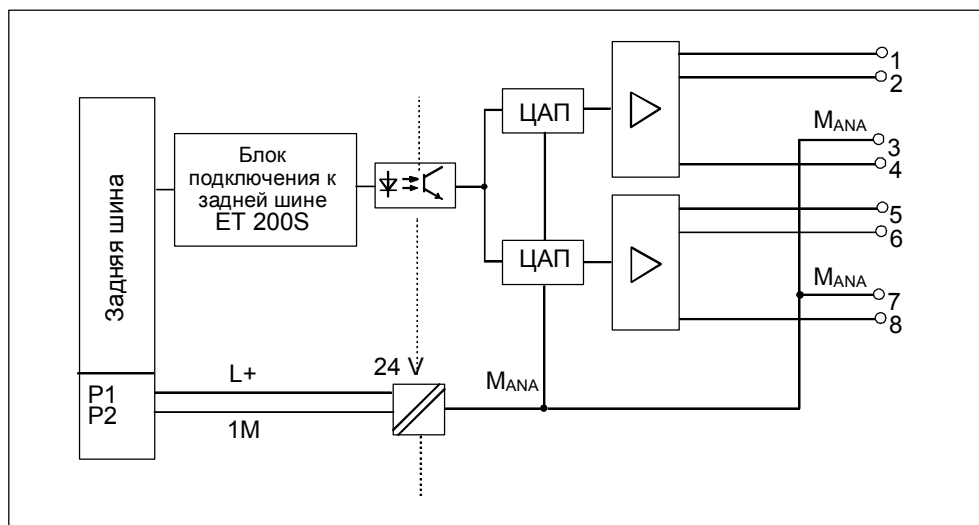 Задняя шина
P1
P2
Блок
подключения к
задней шине
ET 200S
L+
1M
24 V
ЦАП
ЦАП
MANA
1
2
MANA
3
4
5
6
MANA
7
8